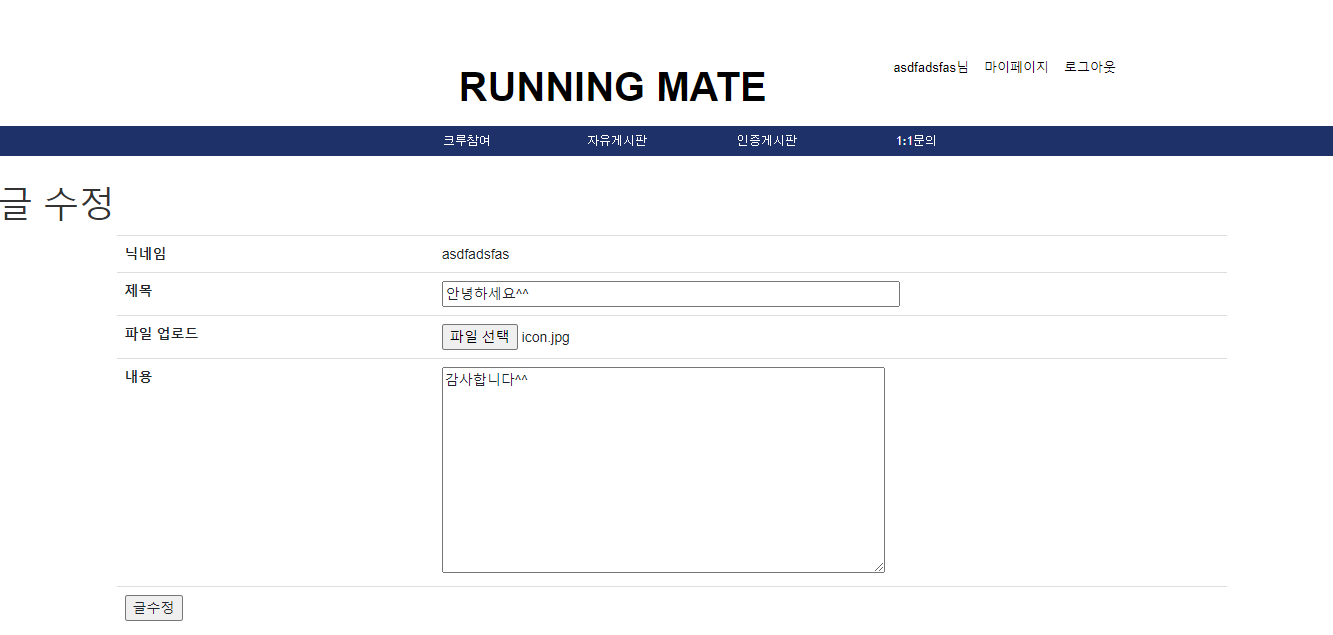 asdfadsfas님 마이페이지 로그아웃
RUNNING MATE
크루참여 자유게시판 인증게시판 1:1문의
글 수정
닉네임 asdfadsfas
제목 안녕하세요^^
파일 업로드 파일 선택 icon.jpg
내용 감사합니다^^
글수정